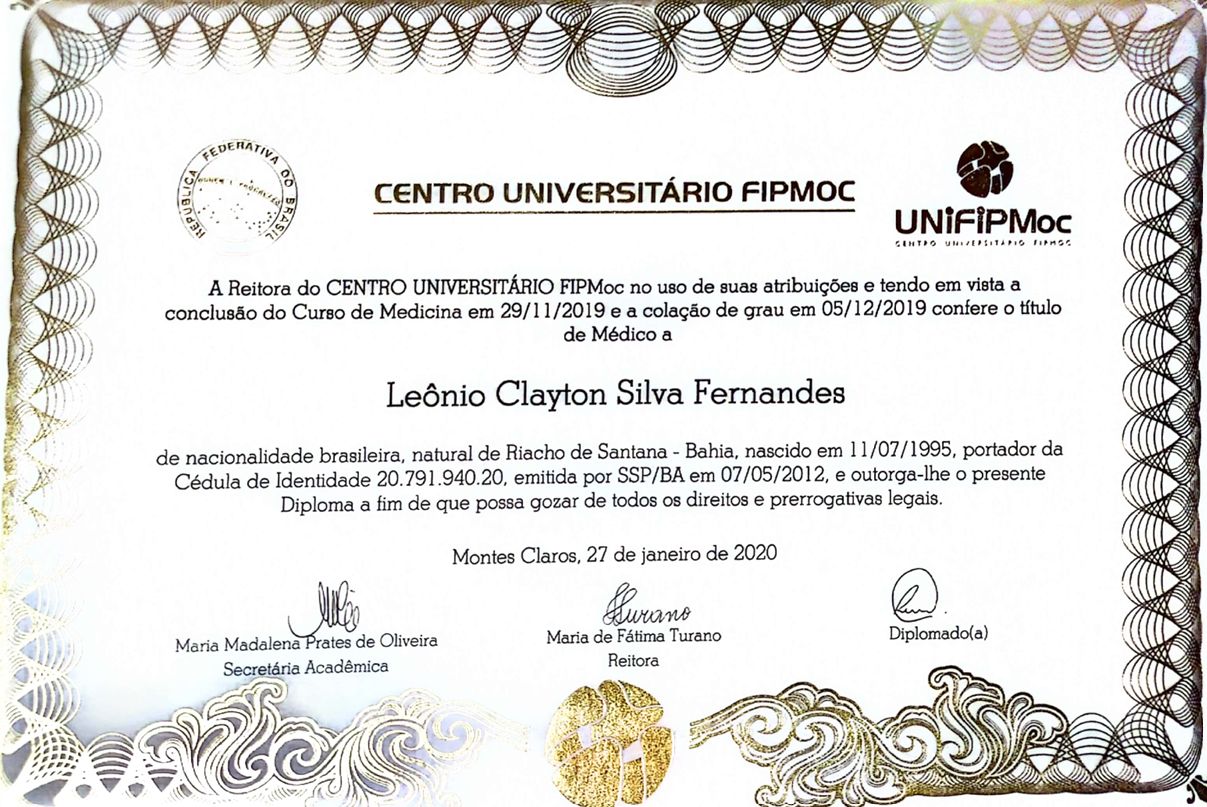 REPÚBLICA FEDERATIVA DO BRASIL
ORDEM E PROGRESSO
CENTRO UNIVERSITÁRIO FIPMOC
UNiFiPMoc
CENTRO UNIVERSITÁRIO FIPMOC
A Reitora do CENTRO UNIVERSITÁRIO FIPMoc no uso de suas atribuições e tendo em vista a
conclusão do Curso de Medicina em 29/11/2019 e a colação de grau em 05/12/2019 confere o título
de Médico a
Leônio Clayton Silva Fernandes
de nacionalidade brasileira, natural de Riacho de Santana - Bahia, nascido em 11/07/1995, portador da
Cédula de Identidade 20.791.940.20, emitida por SSP/BA em 07/05/2012, e outorga-lhe o presente
Diploma a fim de que possa gozar de todos os direitos e prerrogativas legais.
Montes Claros, 27 de janeiro de 2020
Maria Madalena Prates de Oliveira
Secretária Acadêmica
Maria de Fátima Turano
Reitora
Diplomado(a)